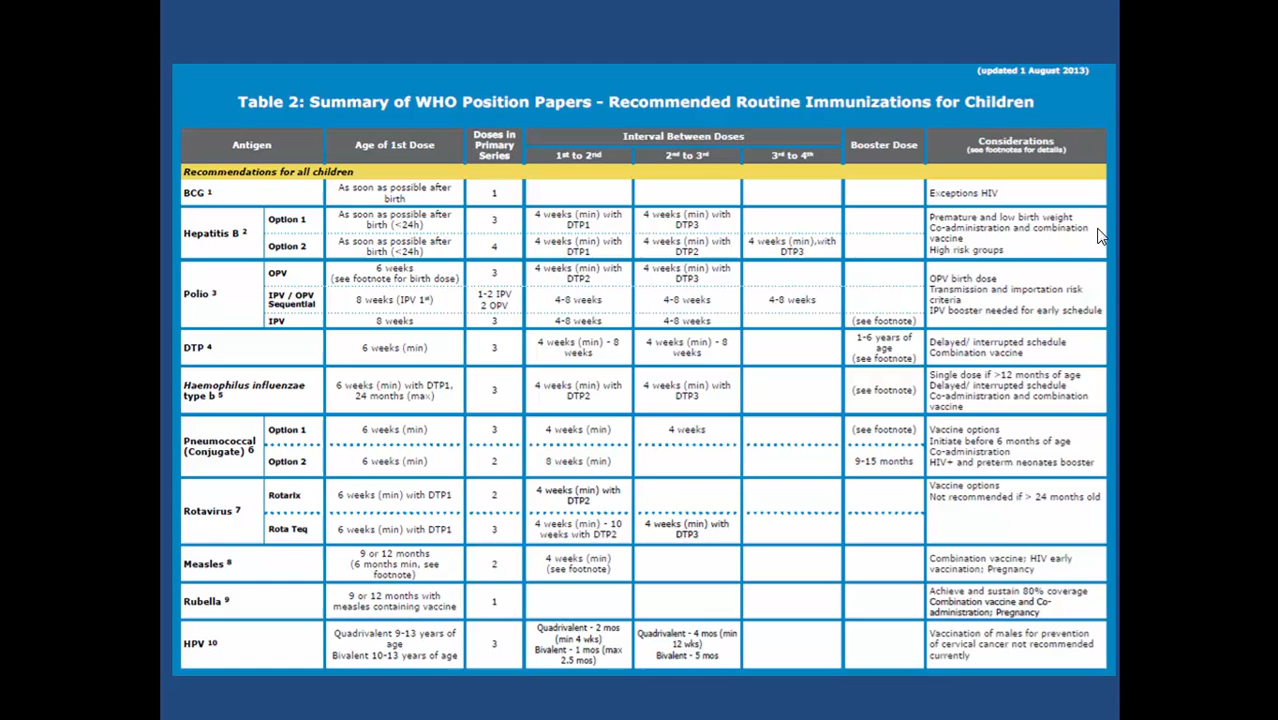 (updated 1 August 2013)
Table 2: Summary of WHO Position Papers - Recommended Routine Immunizations for Children
Antigen
Age of 1st Dose
Doses in
Primary
Series
Interval Between Doses
1st to 2nd
2nd to 3rd
3rd to 4th
Booster Dose
Considerations
(see footnotes for details)
Recommendations for all children
BCG 1
As soon as possible after
birth
1
Exceptions HIV
Hepatitis B 2
Option 1
As soon as possible after
birth (<24h)
3
4 weeks (min) with
DTP1
4 weeks (min) with
DTP3
Option 2
As soon as possible after
birth (<24h)
4
4 weeks (min) with
DTP1
4 weeks (min) with
DTP2
4 weeks (min),with
DTP3
Premature and low birth weight
Co-administration and combination
vaccine
High risk groups
Polio 3
OPV
6 weeks
(see footnote for birth dose)
3
4 weeks (min) with
DTP2
4 weeks (min) with
DTP3
IPV / OPV
Sequential
8 weeks (IPV 1st)
1-2 IPV
2 OPV
4-8 weeks
4-8 weeks
4-8 weeks
IPV
8 weeks
3
4-8 weeks
4-8 weeks
(see footnote)
OPV birth dose
Transmission and importation risk
criteria
IPV booster needed for early schedule
DTP 4
6 weeks (min)
3
4 weeks (min) - 8
weeks
4 weeks (min) - 8
weeks
1-6 years of
age
(see footnote)
Delayed/ interrupted schedule
Combination vaccine
Haemophilus influenzae
type b 5
6 weeks (min) with DTP1,
24 months (max)
3
4 weeks (min) with
DTP2
4 weeks (min) with
DTP3
(see footnote)
Single dose if >12 months of age
Delayed/ interrupted schedule
Co-administration and combination
vaccine
Pneumococcal
(Conjugate) 6
Option 1
6 weeks (min)
3
4 weeks (min)
4 weeks
(see footnote)
Option 2
6 weeks (min)
2
8 weeks (min)
9-15 months
Vaccine options
Initiate before 6 months of age
Co-administration
HIV+ and preterm neonates booster
Rotavirus 7
Rotarix
6 weeks (min) with DTP1
2
4 weeks (min) with
DTP2
Rota Teq
6 weeks (min) with DTP1
3
4 weeks (min) - 10
weeks with DTP2
4 weeks (min) with
DTP3
Vaccine options
Not recommended if > 24 months old
Measles 8
9 or 12 months
(6 months min, see
footnote)
2
4 weeks (min)
(see footnote)
Combination vaccine; HIV early
vaccination; Pregnancy
Rubella 9
9 or 12 months with
measles containing vaccine
1
Achieve and sustain 80% coverage
Combination vaccine and Co-
administration; Pregnancy
HPV 10
Quadrivalent 9-13 years of
age
Bivalent 10-13 years of age
3
Quadrivalent - 2 mos
(min 4 wks)
Bivalent - 1 mos (max
2.5 mos)
Quadrivalent - 4 mos (min
12 wks)
Bivalent - 5 mos
Vaccination of males for prevention
of cervical cancer not recommended
currently